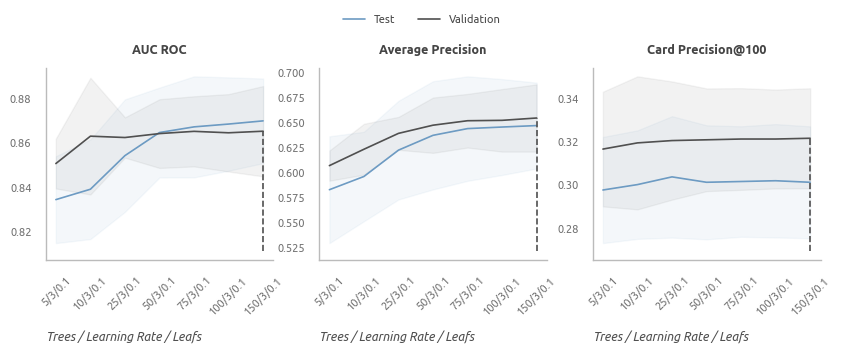 Test Validation
AUC ROC
0.88
0.86
0.84
0.82
5/3/0.1 10/3/0.1 25/3/0.1 50/3/0.1 75/3/0.1 100/3/0.1 150/3/0.1
Trees / Learning Rate / Leafs
Average Precision
0.700
0.675
0.650
0.625
0.600
0.575
0.550
0.525
5/3/0.1 10/3/0.1 25/3/0.1 50/3/0.1 75/3/0.1 100/3/0.1 150/3/0.1
Trees / Learning Rate / Leafs
Card Precision@100
0.34
0.32
0.30
0.28
5/3/0.1 10/3/0.1 25/3/0.1 50/3/0.1 75/3/0.1 100/3/0.1 150/3/0.1
Trees / Learning Rate / Leafs